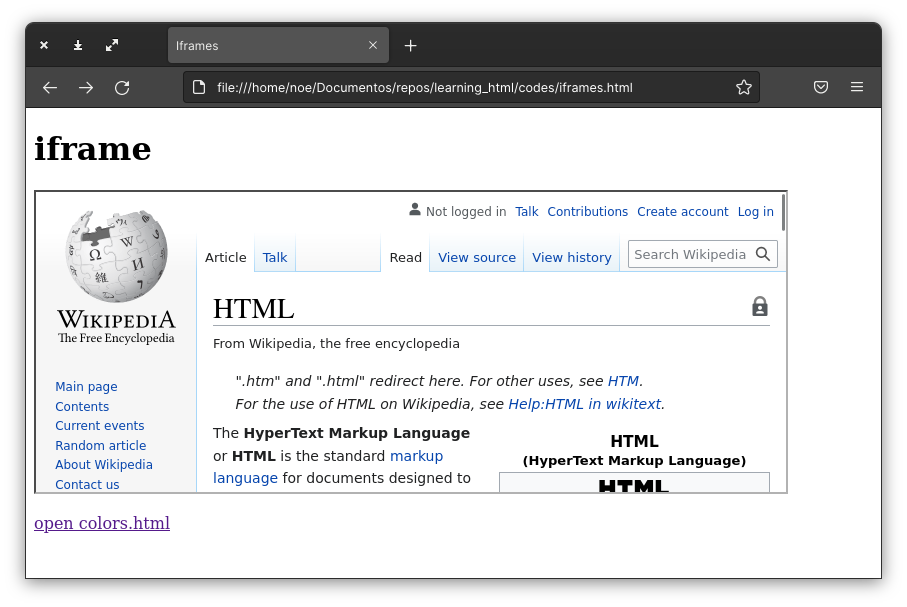 Iframes
file:///home/noe/Documentos/repos/learning_html/codes/iframes.html
iframe
Not logged in Talk Contributions Create account Log in
Article Talk Read View source View history Search Wikipedia
WIKIPEDIA
The Free Encyclopedia
HTML
From Wikipedia, the free encyclopedia
".htm" and ".html" redirect here. For other uses, see HTM.
For the use of HTML on Wikipedia, see Help:HTML in wikitext.
Main page
Contents
Current events
Random article
About Wikipedia
Contact us
The HyperText Markup Language
or HTML is the standard markup
language for documents designed to
HTML
(HyperText Markup Language)
HTML
open colors.html